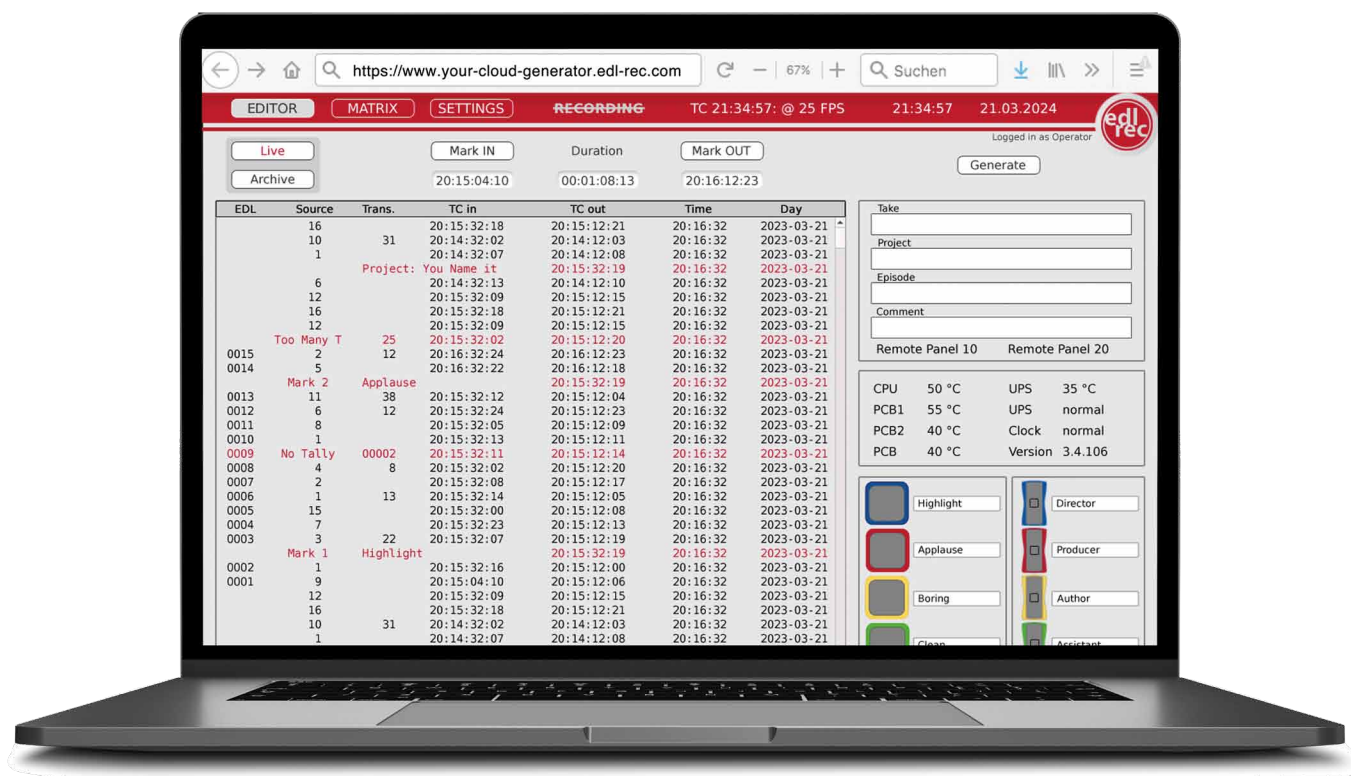 https://www.your-cloud-generator.edl-rec.com 67% Suchen
EDITOR MATRIX SETTINGS RECORDING TC 21:34:57: @ 25 FPS 21:34:57 21.03.2024
edl rec
Logged in as Operator
Live Mark IN Duration Mark OUT
Generate
Archive 20:15:04:10 00:01:08:13 20:16:12:23
EDL Source Trans. TC in TC out Time Day
16 20:15:32:18 20:15:12:21 20:16:32 2023-03-21
10 31 20:14:32:02 20:14:12:03 20:16:32 2023-03-21
1 20:14:32:07 20:14:12:08 20:16:32 2023-03-21
Project: You Name it 20:15:32:19 20:16:32 2023-03-21
6 20:14:32:13 20:14:12:10 20:16:32 2023-03-21
12 20:15:32:09 20:15:12:15 20:16:32 2023-03-21
16 20:15:32:18 20:15:12:21 20:16:32 2023-03-21
12 20:15:32:09 20:15:12:15 20:16:32 2023-03-21
Too Many T 25 20:15:32:02 20:15:12:20 20:16:32 2023-03-21
0015 2 12 20:16:32:24 20:16:12:23 20:16:32 2023-03-21
0014 5 20:16:32:22 20:16:12:18 20:16:32 2023-03-21
Mark 2 Applause 20:15:32:19 20:16:32 2023-03-21
0013 11 38 20:15:32:12 20:15:12:04 20:16:32 2023-03-21
0012 6 12 20:15:32:24 20:15:12:23 20:16:32 2023-03-21
0011 8 20:15:32:05 20:15:12:09 20:16:32 2023-03-21
0010 1 20:15:32:13 20:15:12:11 20:16:32 2023-03-21
0009 No Tally 00002 20:15:32:11 20:15:12:14 20:16:32 2023-03-21
0008 4 8 20:15:32:02 20:15:12:20 20:16:32 2023-03-21
0007 2 20:15:32:08 20:15:12:17 20:16:32 2023-03-21
0006 1 13 20:15:32:14 20:15:12:05 20:16:32 2023-03-21
0005 15 20:15:32:00 20:15:12:08 20:16:32 2023-03-21
0004 7 20:15:32:23 20:15:12:13 20:16:32 2023-03-21
0003 3 22 20:15:32:07 20:15:12:19 20:16:32 2023-03-21
Mark 1 Highlight 20:15:32:19 20:16:32 2023-03-21
0002 1 20:15:32:16 20:15:12:00 20:16:32 2023-03-21
0001 9 20:15:04:10 20:15:12:06 20:16:32 2023-03-21
12 20:15:32:09 20:15:12:15 20:16:32 2023-03-21
16 20:15:32:18 20:15:12:21 20:16:32 2023-03-21
10 31 20:14:32:02 20:14:12:03 20:16:32 2023-03-21
1 20:14:32:07 20:14:12:08 20:16:32 2023-03-21
Take
Project
Episode
Comment
Remote Panel 10 Remote Panel 20
CPU 50 °C UPS 35 °C
PCB1 55 °C UPS normal
PCB2 40 °C Clock normal
PCB 40 °C Version 3.4.106
Highlight Director
Applause Producer
Boring Author
Clean Assistant